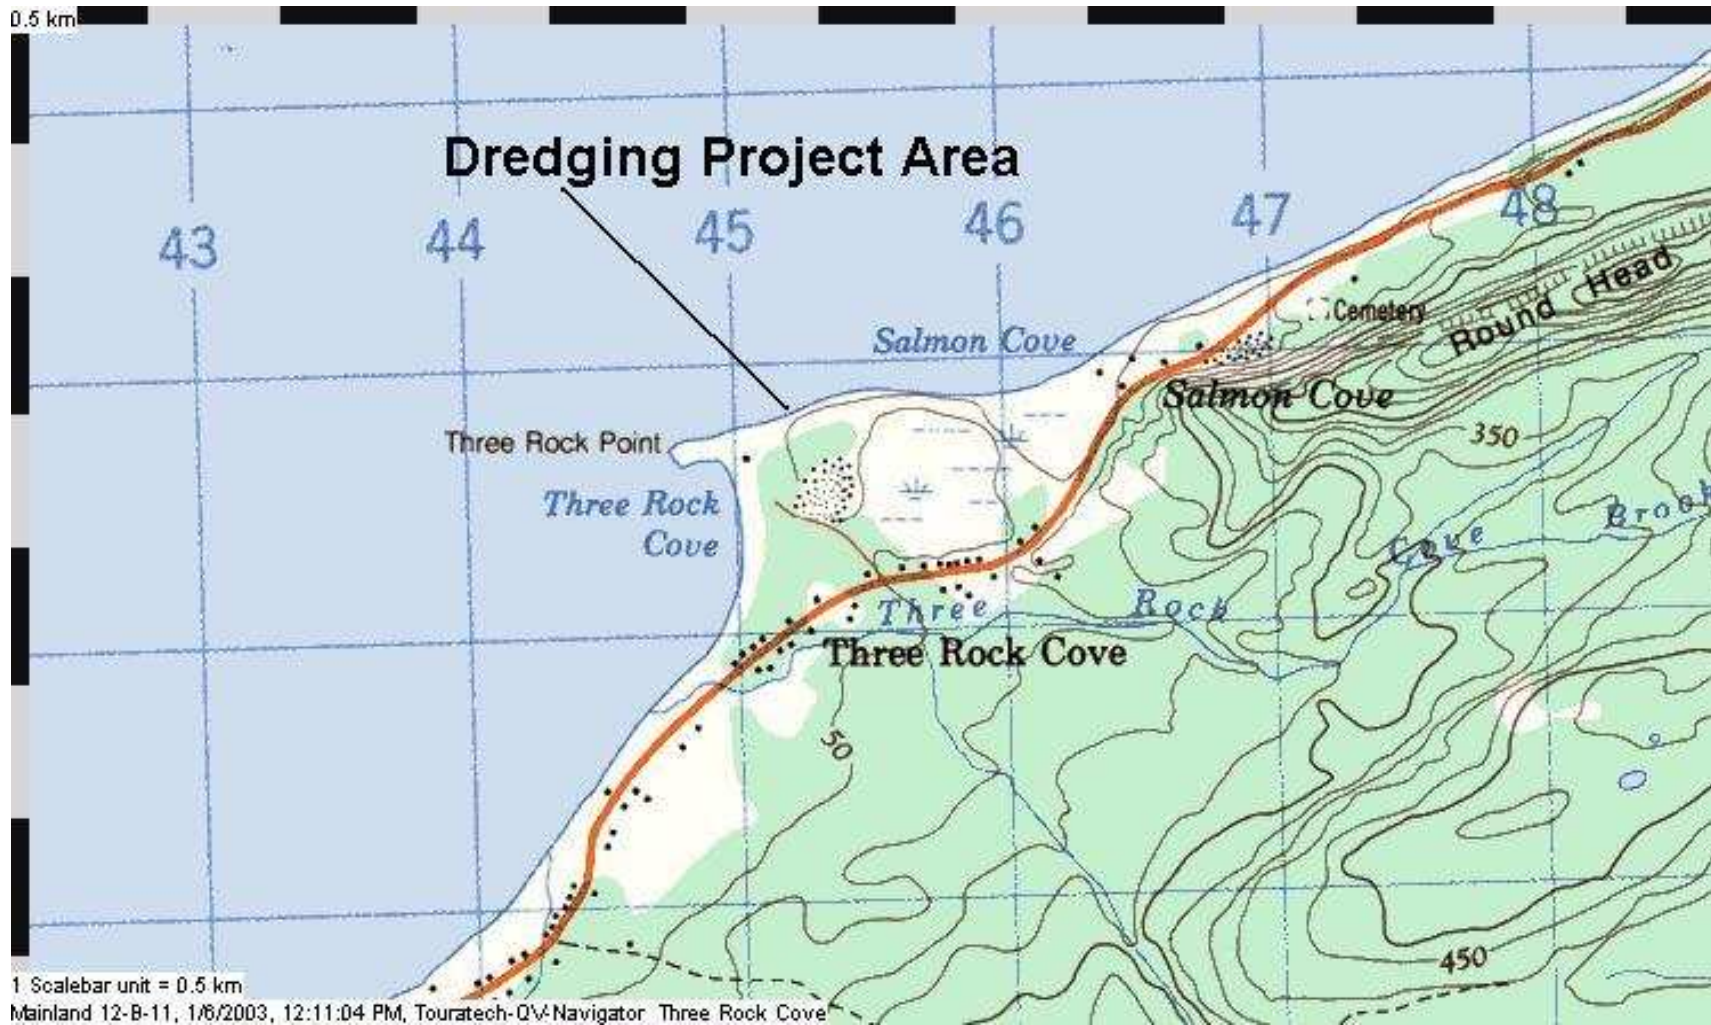 0.5 km
Dredging Project Area
43
44
45
46
47
48
Round Head
Cemetery
Salmon Cove
Salmon Cove
350
Three Rock Point
Three Rock
Cove
Cove Brook
Three Rock
Three Rock Cove
50
450
1 Scalebar unit = 0.5 km
Mainland 12-B-11, 1/6/2003, 12:11:04 PM, Touratech-QV-Navigator Three Rock Cove